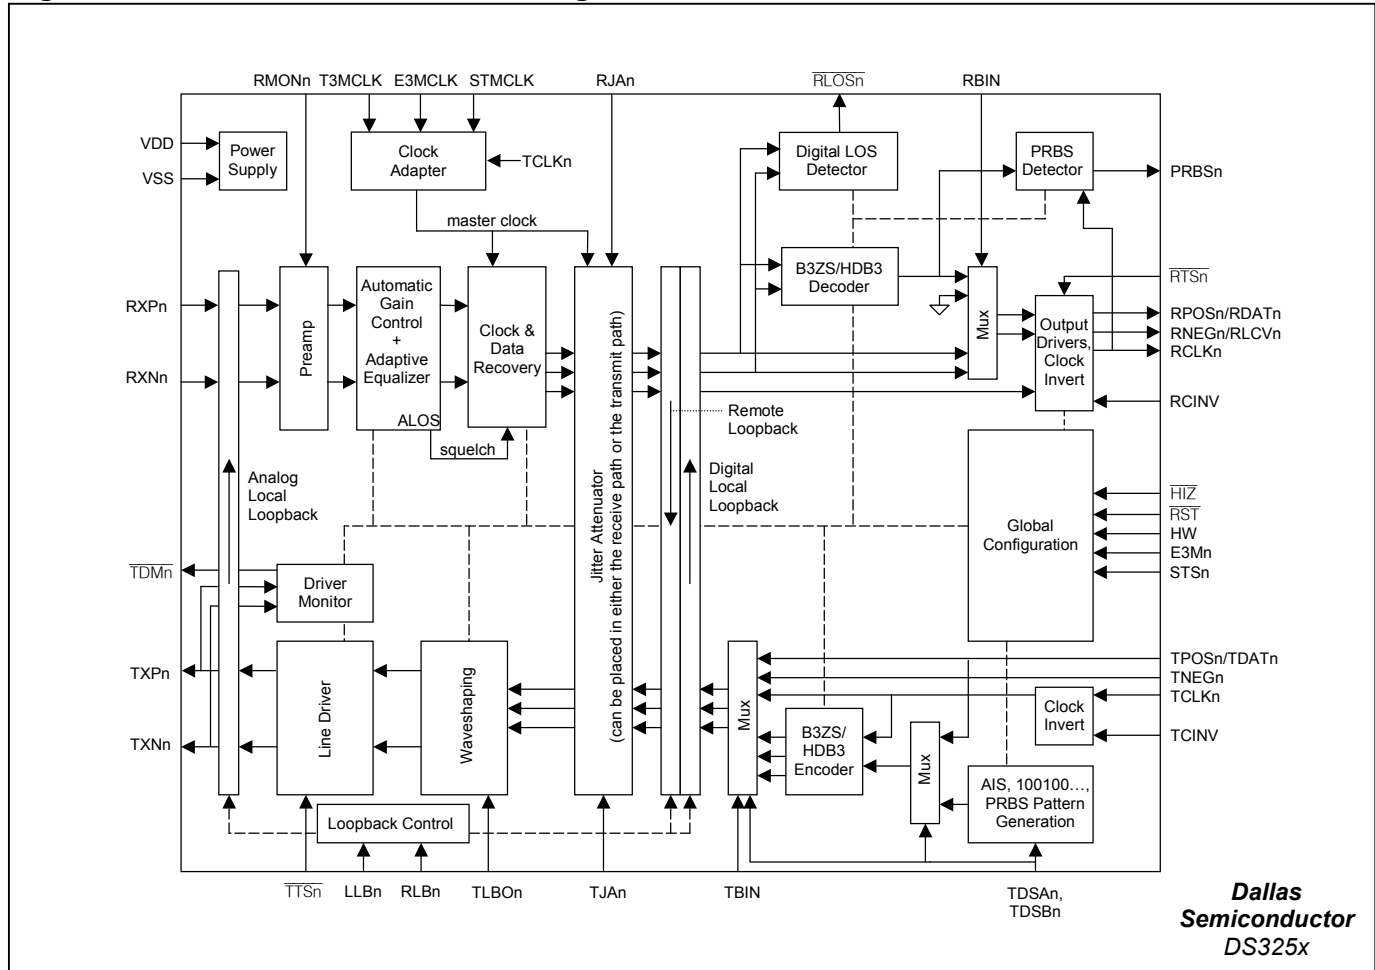 RMONn T3MCLK E3MCLK STMCLK RJAn RLOSn RBIN
VDD
VSS
Power
Supply
Clock
Adapter
TCLKn
Digital LOS
Detector
PRBS
Detector
PRBSn
master clock
RXPn
RXNn
Preamp
Automatic
Gain
Control
+
Adaptive
Equalizer
ALOS
squelch
Clock &
Data
Recovery
Jitter Attenuator
(can be placed in either the receive path or the transmit path)
B3ZS/HDB3
Decoder
Mux
Output
Drivers,
Clock
Invert
RTSn
RPOSn/RDATn
RNEGn/RLCVn
RCLKn
RCINV
Remote
Loopback
Analog
Local
Loopback
Digital
Local
Loopback
Global
Configuration
HIZ
RST
HW
E3Mn
STSn
TDMn
Driver
Monitor
TXPn
TXNn
Line Driver
Waveshaping
Mux
B3ZS/
HDB3
Encoder
Mux
Clock
Invert
TPOSn/TDATn
TNEGn
TCLKn
TCINV
AIS, 100100…,
PRBS Pattern
Generation
Loopback Control
TTSn LLBn RLBn TLBOn TJAn TBIN
TDSAn,
TDSBn
Dallas
Semiconductor
DS325x